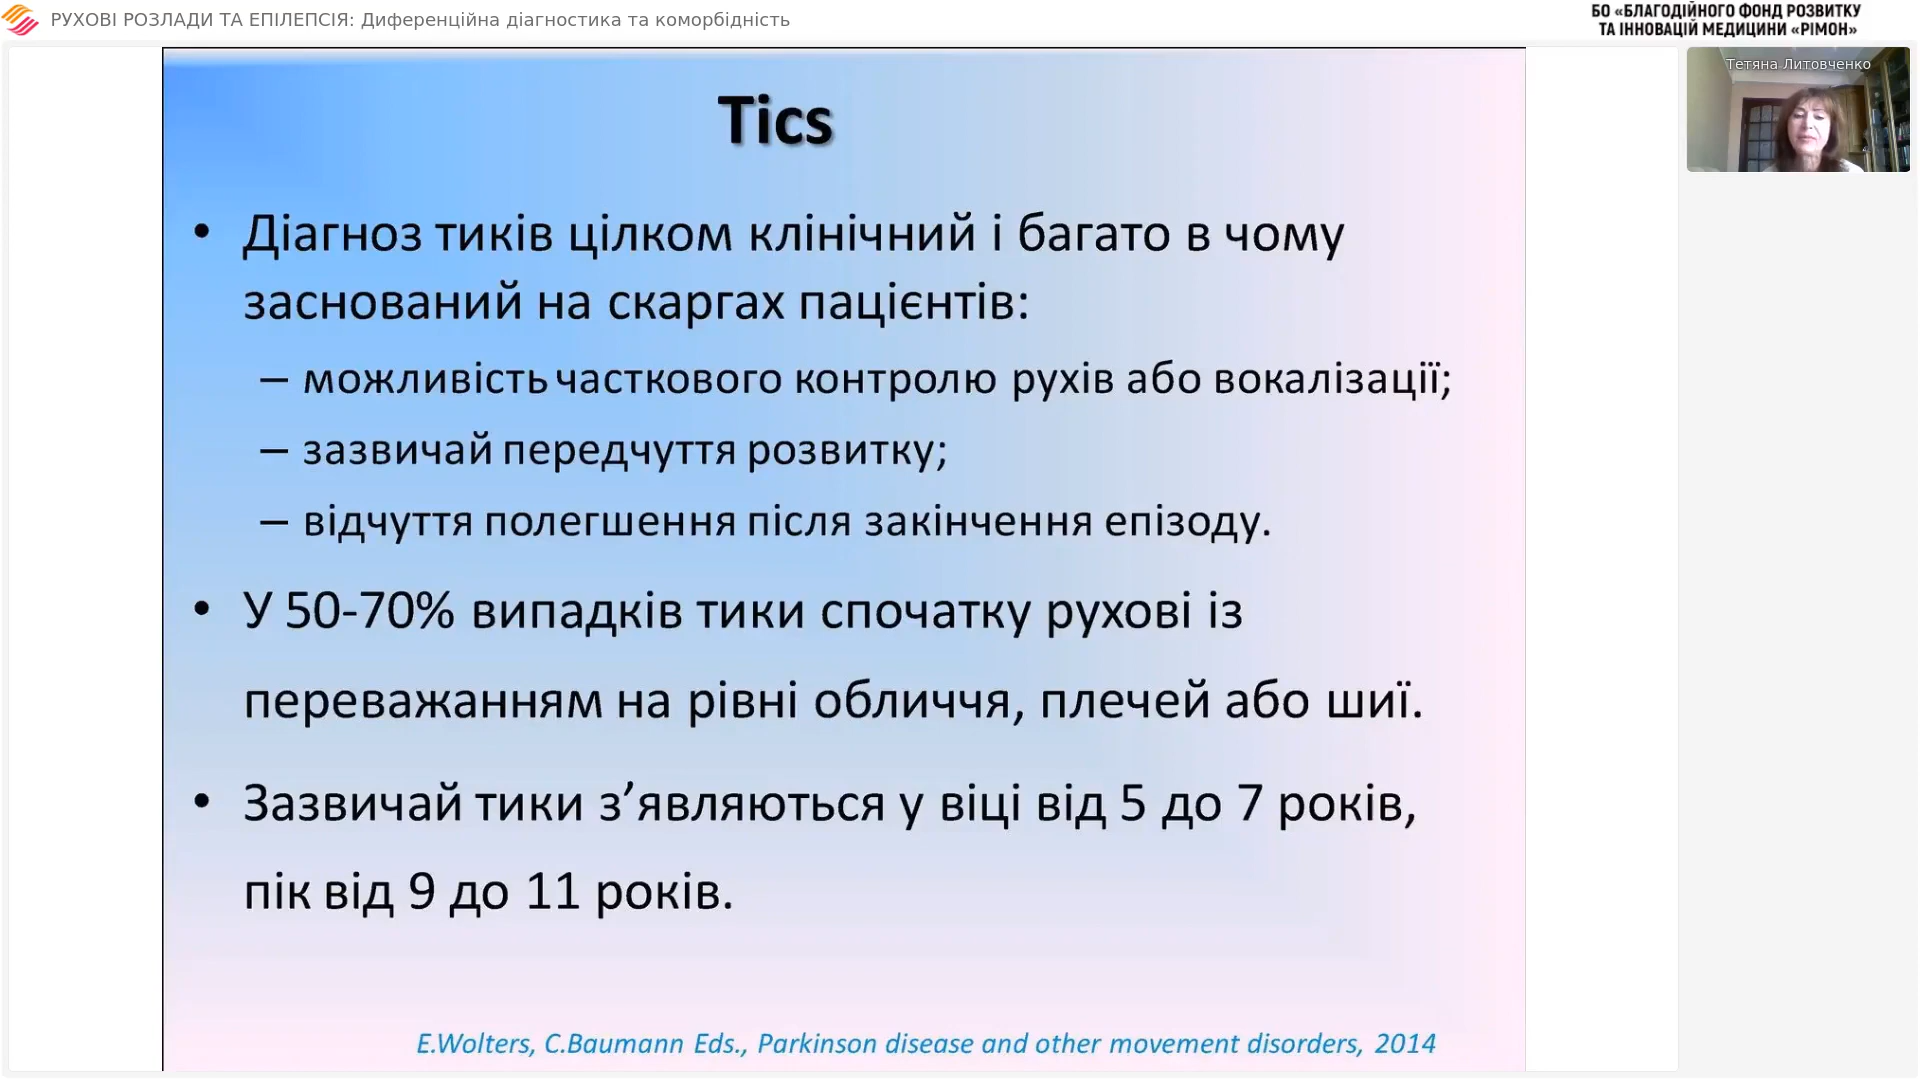 РУХОВІ РОЗЛАДИ ТА ЕПІЛЕПСІЯ: Диференційна діагностика та коморбідність
БО «БЛАГОДІЙНОГО ФОНД РОЗВИТКУ
ТА ІННОВАЦІЙ МЕДИЦИНИ «РІМОН»
Тетяна Литовченко
Tics
• Діагноз тиків цілком клінічний і багато в чому
заснований на скаргах пацієнтів:
– можливість часткового контролю рухів або вокалізації;
– зазвичай передчуття розвитку;
– відчуття полегшення після закінчення епізоду.
• У 50-70% випадків тики спочатку рухові із
переважанням на рівні обличчя, плечей або шиї.
• Зазвичай тики з’являються у віці від 5 до 7 років,
пік від 9 до 11 років.
E.Wolters, C.Baumann Eds., Parkinson disease and other movement disorders, 2014